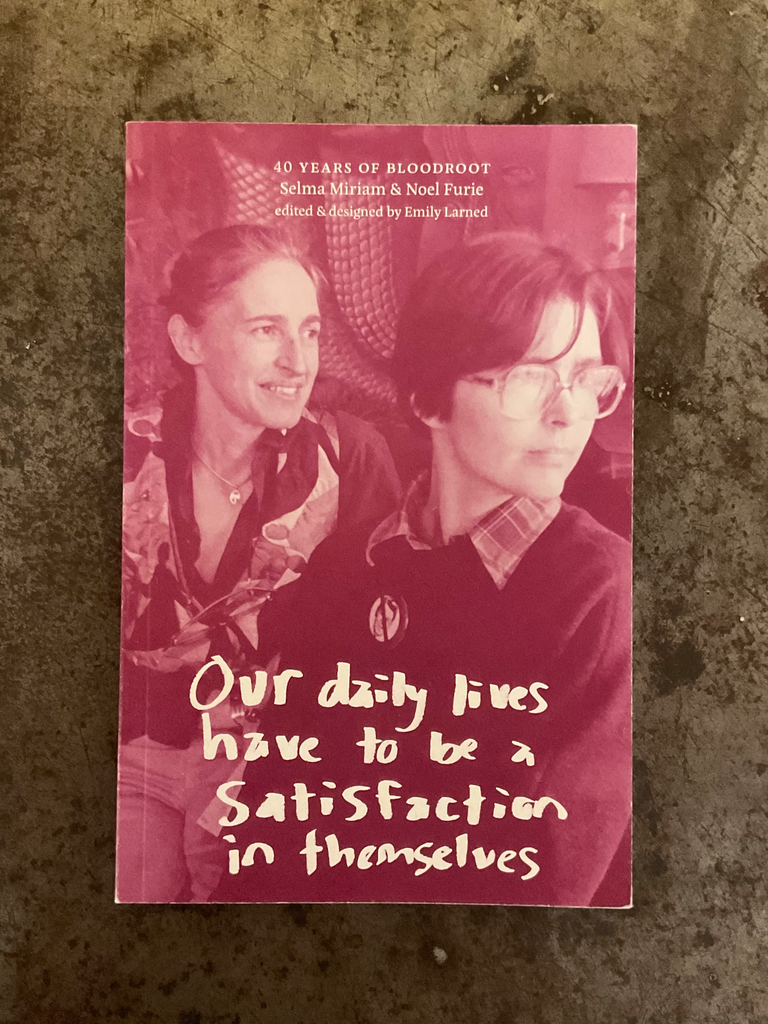 40 YEARS OF BLOODROOT
Selma Miriam & Noel Furie
edited & designed by Emily Larned
Our daily lives
have to be a
satisfaction
in themselves